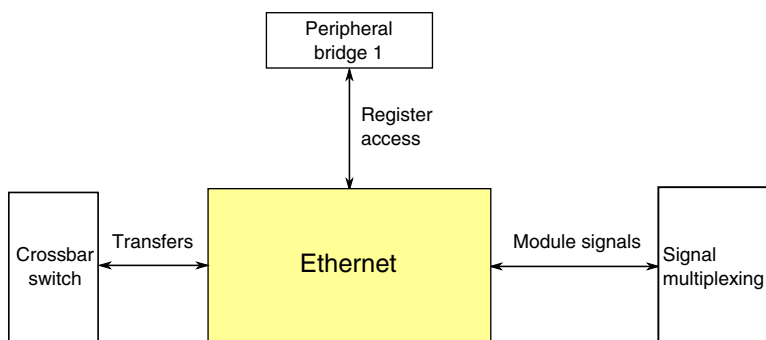 Peripheral
bridge 1
Register
access
Crossbar
switch
Transfers
Ethernet
Module signals
Signal
multiplexing